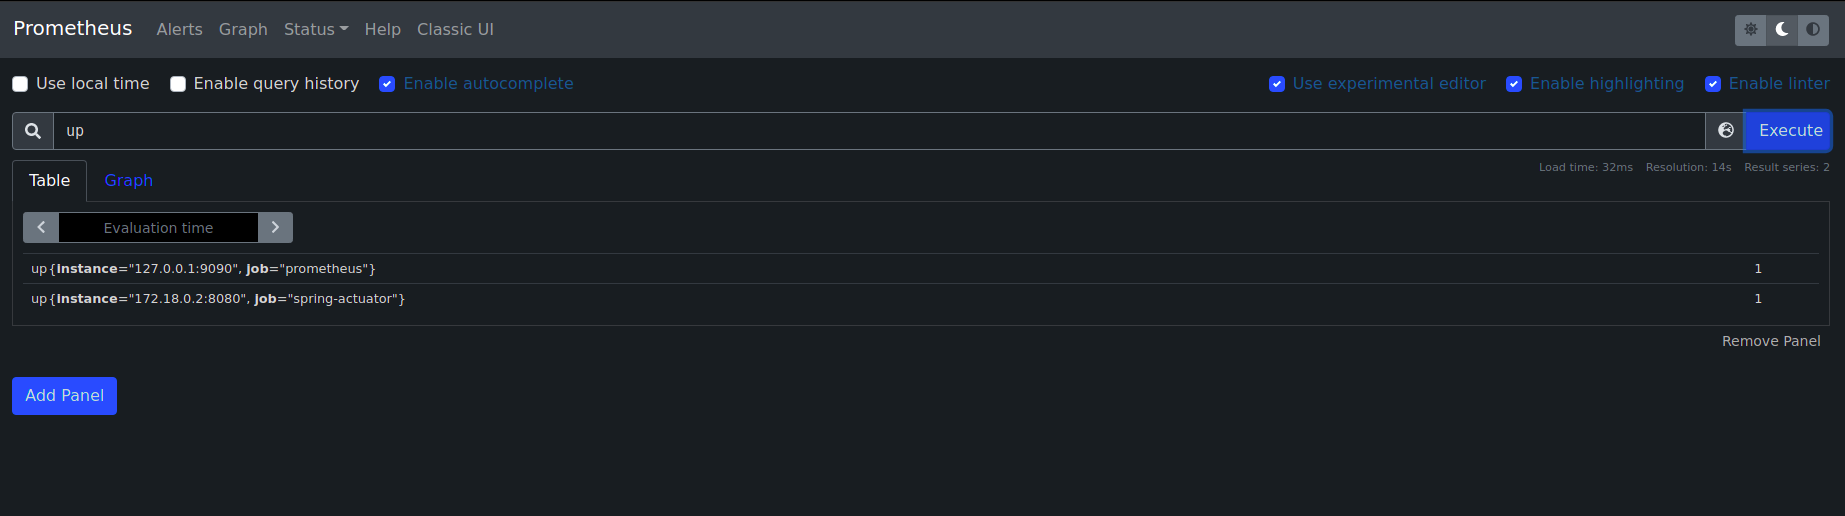 Prometheus Alerts Graph Status Help Classic UI
Use local time Enable query history Enable autocomplete Use experimental editor Enable highlighting Enable linter
up Execute
Table Graph Load time: 32ms Resolution: 14s Result series: 2
Evaluation time
up{instance="127.0.0.1:9090", job="prometheus"} 1
up{instance="172.18.0.2:8080", job="spring-actuator"} 1
Remove Panel
Add Panel